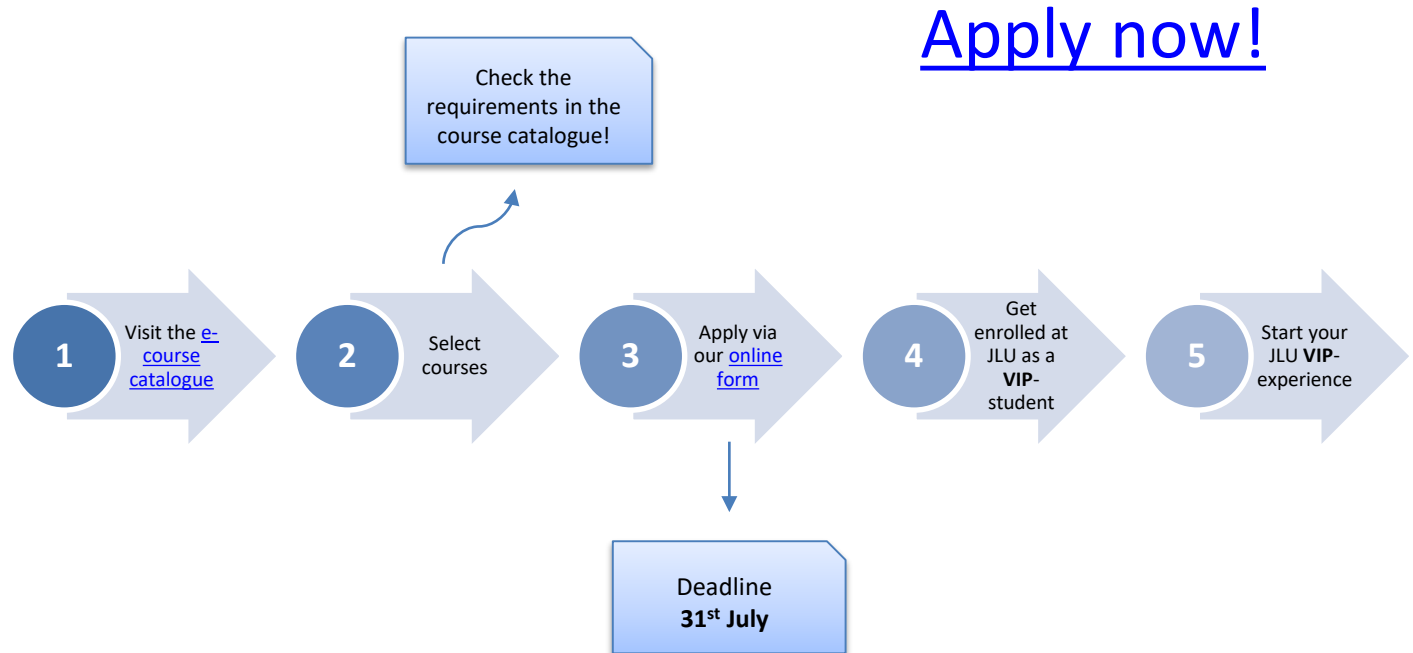 Apply now!
Check the
requirements in the
course catalogue!
1
Visit the e-
course
catalogue
2
Select
courses
3
Apply via
our online
form
4
Get
enrolled at
JLU as a
VIP-
student
5
Start your
JLU VIP-
experience
Deadline
31st July